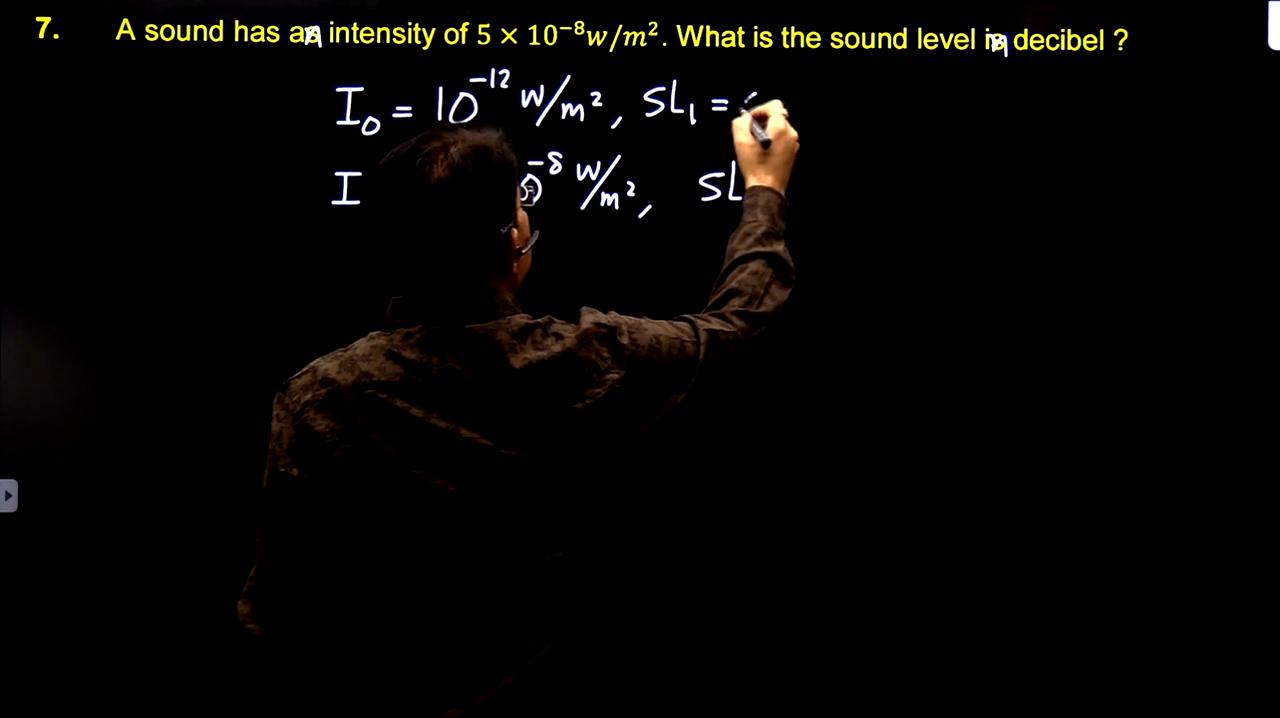 7. A sound has an intensity of 5 × 10⁻⁸w/m². What is the sound level in decibel ?
I₀ = 10⁻¹² W/m², SL₁ =
I ⁻⁸ W/m², SL